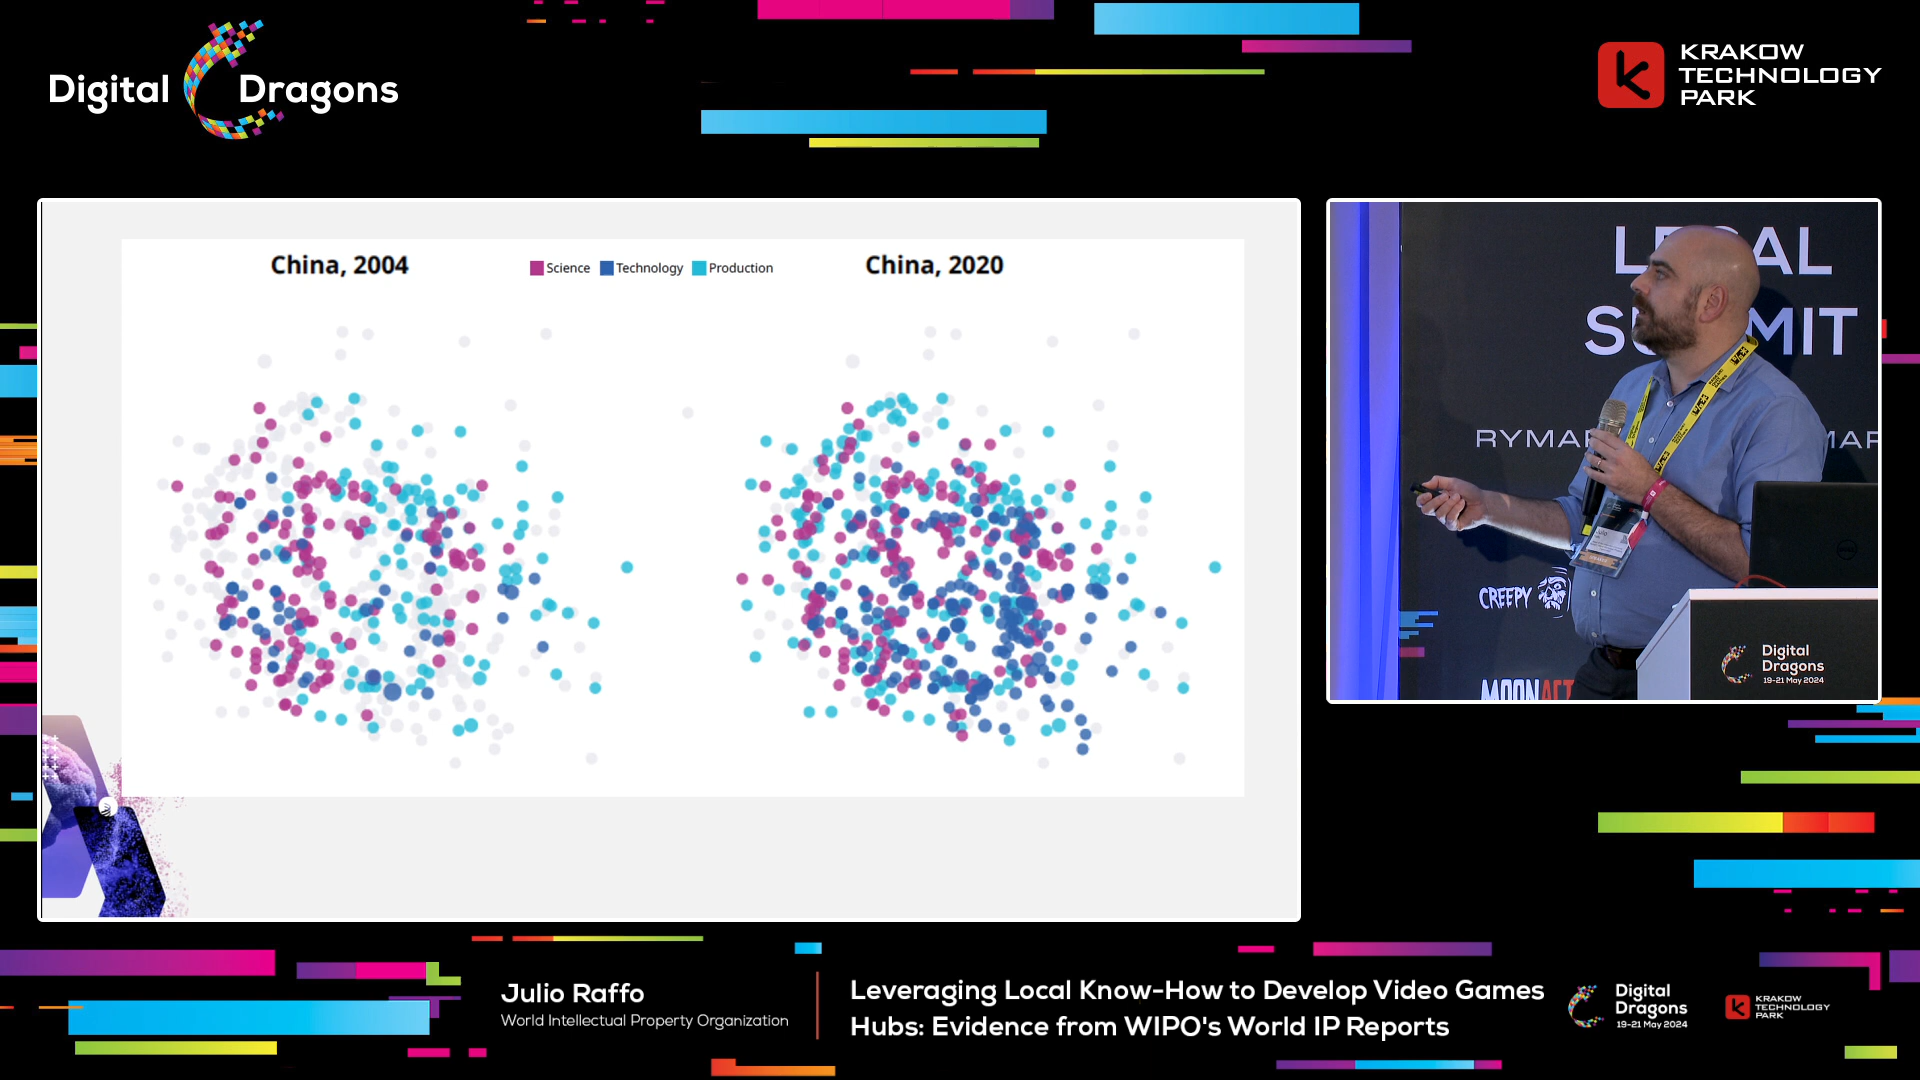 Digital Dragons
KRAKOW
TECHNOLOGY
PARK
China, 2004
Science Technology Production
China, 2020
LEGAL
SUMMIT
CREEPY
Digital
Dragons
19-21 May 2024
Julio Raffo
World Intellectual Property Organization
Leveraging Local Know-How to Develop Video Games
Hubs: Evidence from WIPO's World IP Reports
Digital
Dragons
19-21 May 2024
KRAKOW
TECHNOLOGY
PARK